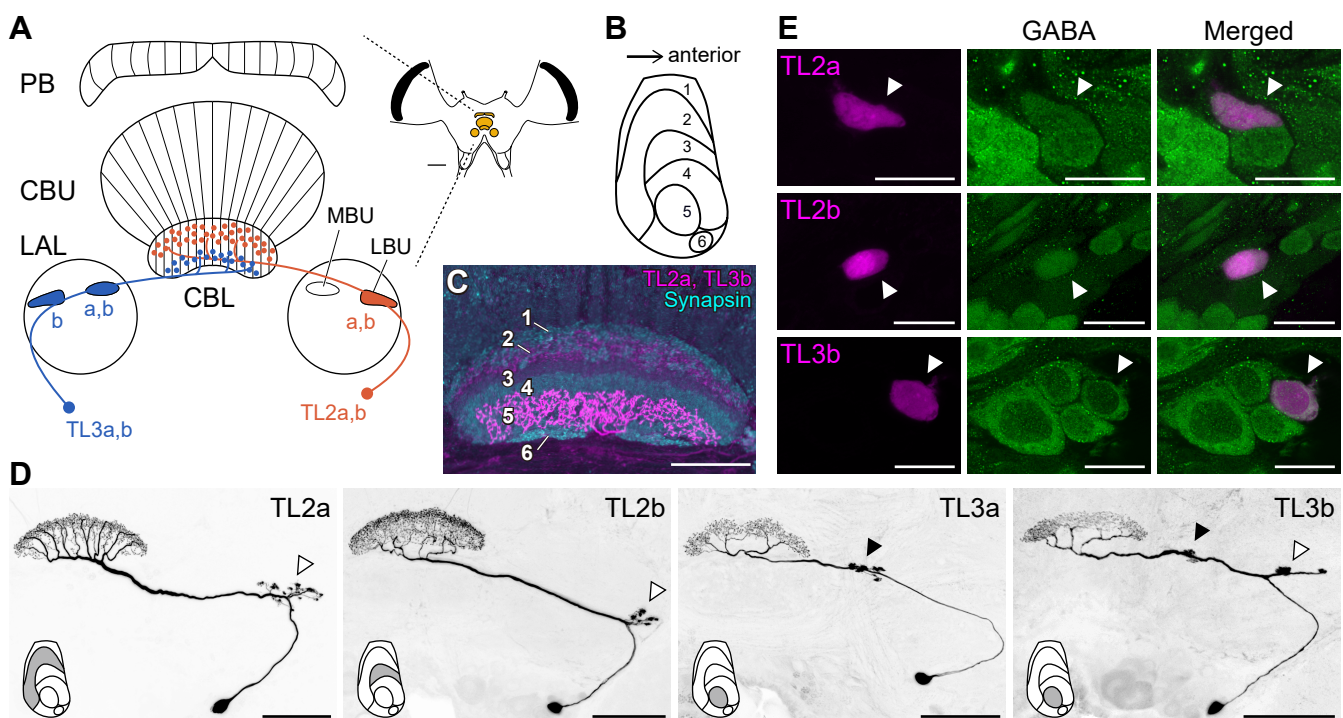 A
PB
CBU
LAL
MBU
LBU
CBL
b
a,b
a,b
TL3a,b
TL2a,b
B
anterior
1
2
3
4
5
6
C
TL2a, TL3b
Synapsin
1
2
3
4
5
6
E
GABA
Merged
TL2a
TL2b
TL3b
D
TL2a
TL2b
TL3a
TL3b